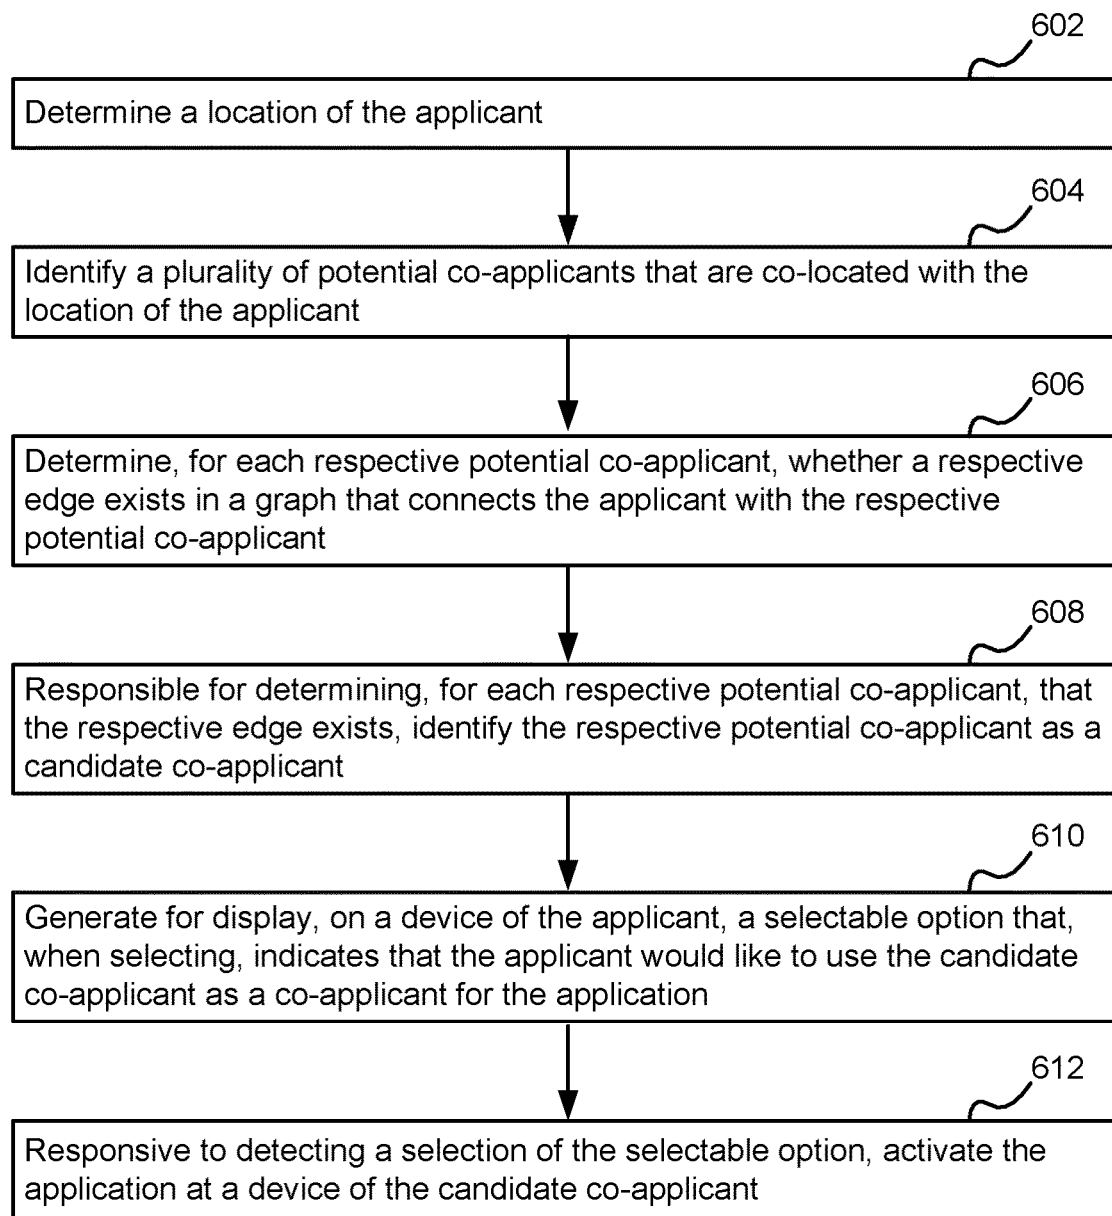 602
Determine a location of the applicant
604
Identify a plurality of potential co-applicants that are co-located with the
location of the applicant
606
Determine, for each respective potential co-applicant, whether a respective
edge exists in a graph that connects the applicant with the respective
potential co-applicant
608
Responsible for determining, for each respective potential co-applicant, that
the respective edge exists, identify the respective potential co-applicant as a
candidate co-applicant
610
Generate for display, on a device of the applicant, a selectable option that,
when selecting, indicates that the applicant would like to use the candidate
co-applicant as a co-applicant for the application
612
Responsive to detecting a selection of the selectable option, activate the
application at a device of the candidate co-applicant